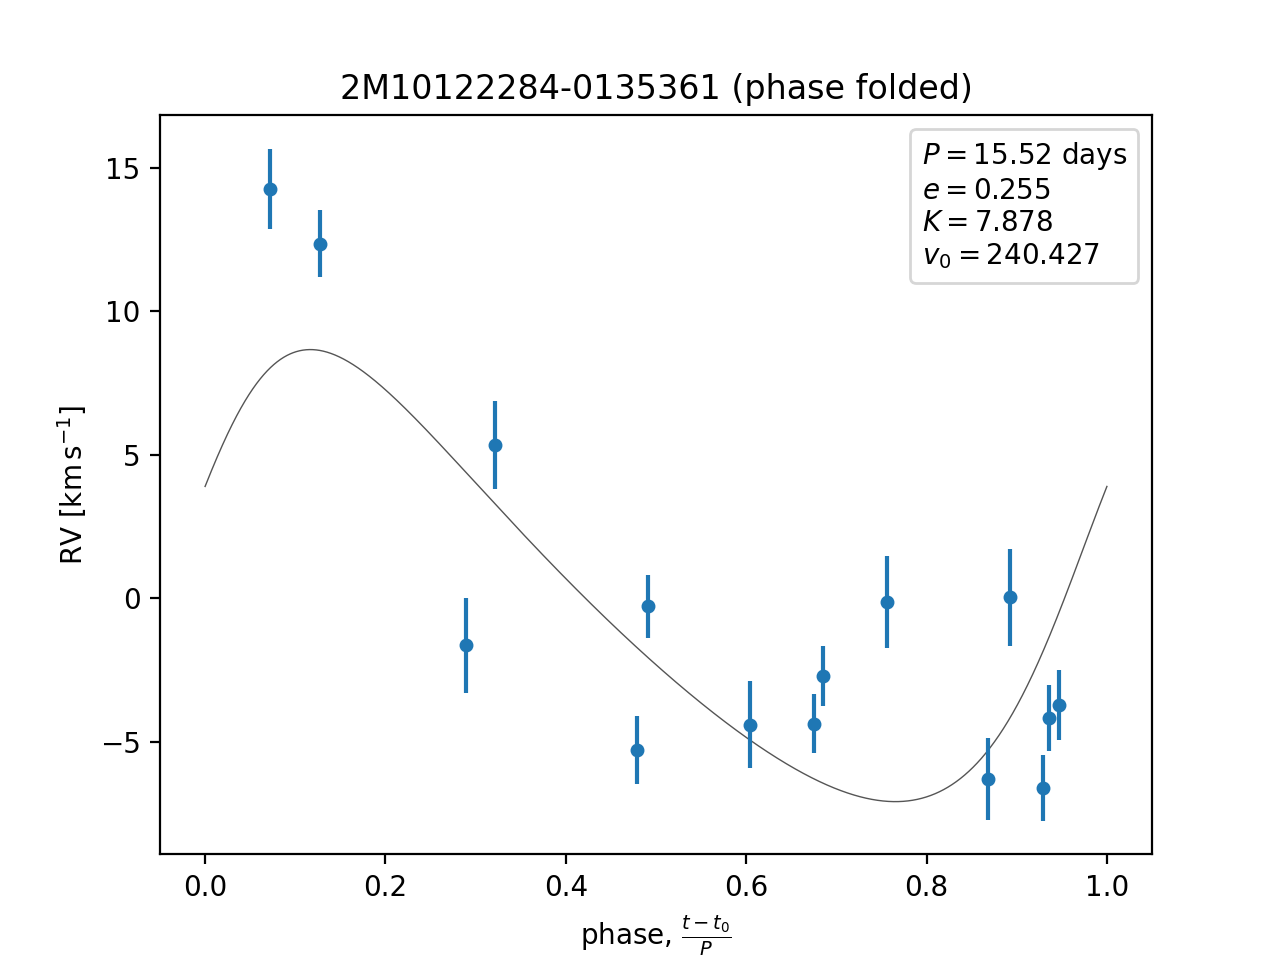 2M10122284-0135361 (phase folded)
P = 15.52 days
e = 0.255
K = 7.878
v₀ = 240.427
15
10
5
0
−5
RV [km s⁻¹]
0.0 0.2 0.4 0.6 0.8 1.0
phase, (t − t₀)/P